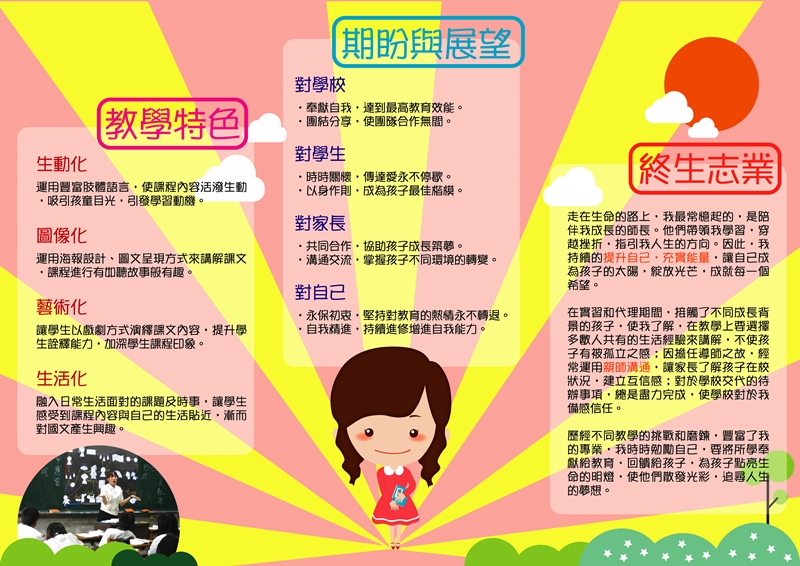 教學特色
生動化
運用豐富肢體語言，使課程內容活潑生動
，吸引孩童目光，引發學習動機。
圖像化
運用海報設計、圖文呈現方式來講解課文
，課程進行有如聽故事般有趣。
藝術化
讓學生以戲劇方式演繹課文內容，提升學
生詮釋能力，加深學生課程印象。
生活化
融入日常生活面對的課題及時事，讓學生
感受到課程內容與自己的生活貼近，漸而
對國文產生興趣。
期盼與展望
對學校
・奉獻自我，達到最高教育效能。
・團結分享，使團隊合作無間。
對學生
・時時關懷，傳達愛永不停歇。
・以身作則，成為孩子最佳楷模。
對家長
・共同合作，協助孩子成長築夢。
・溝通交流，掌握孩子不同環境的轉變。
對自己
・永保初衷，堅持對教育的熱情永不轉退。
・自我精進，持續進修增進自我能力。
終生志業
走在生命的路上，我最常憶起的，是陪
伴我成長的師長。他們帶領我學習，穿
越挫折，指引我人生的方向。因此，我
持續的提升自己，充實能量，讓自己成
為孩子的太陽，綻放光芒，成就每一個
希望。
在實習和代理期間，接觸了不同成長背
景的孩子，使我了解，在教學上要選擇
多數人共有的生活經驗來講解，不使孩
子有被孤立之感；因擔任導師之故，經
常運用親師溝通，讓家長了解孩子在校
狀況，建立互信感；對於學校交代的待
辦事項，總是盡力完成，使學校對於我
備感信任。
歷經不同教學的挑戰和磨鍊，豐富了我
的專業，我時時勉勵自己，要將所學奉
獻給教育，回饋給孩子，為孩子點亮生
命的明燈，使他們散發光彩，追尋人生
的夢想。